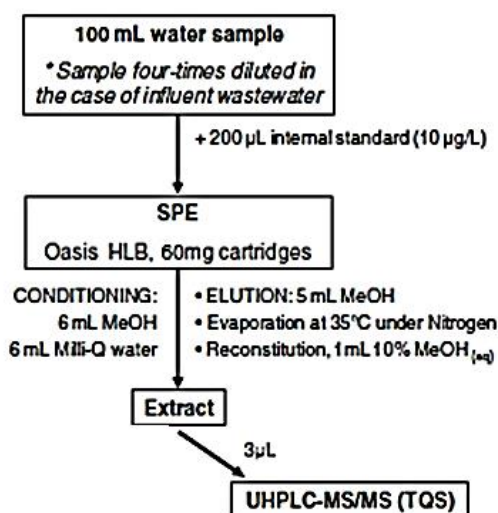 100 mL water sample
*Sample four-times diluted in
the case of influent wastewater
+ 200 µL internal standard (10 µg/L)
SPE
Oasis HLB, 60mg cartridges
CONDITIONING:
6 mL MeOH
6 mL Milli-Q water
• ELUTION: 5 mL MeOH
• Evaporation at 35°C under Nitrogen
• Reconstitution, 1mL 10% MeOH (aq)
Extract
3µL
UHPLC-MS/MS (TQS)